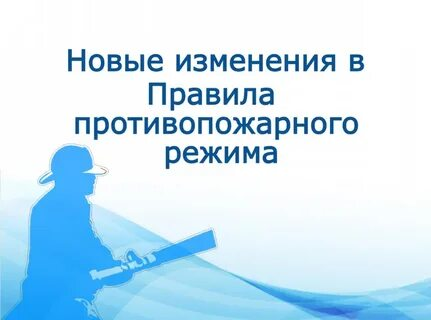 Новые изменения в
Правила
противопожарного
режима